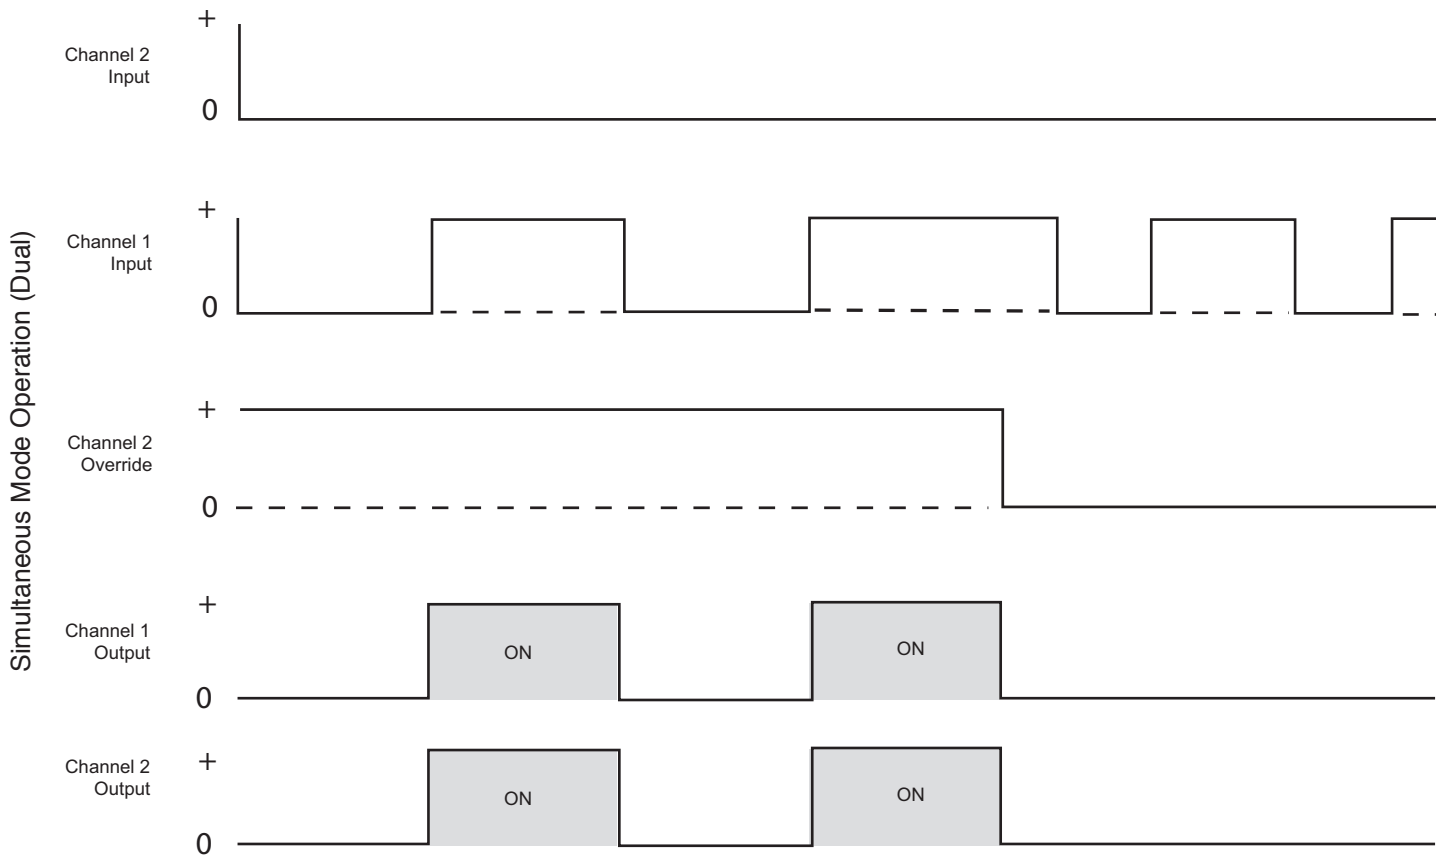 Simultaneous Mode Operation (Dual)
Channel 2
Input
+
0
Channel 1
Input
+
0
Channel 2
Override
+
0
Channel 1
Output
+
0
ON
ON
Channel 2
Output
+
0
ON
ON